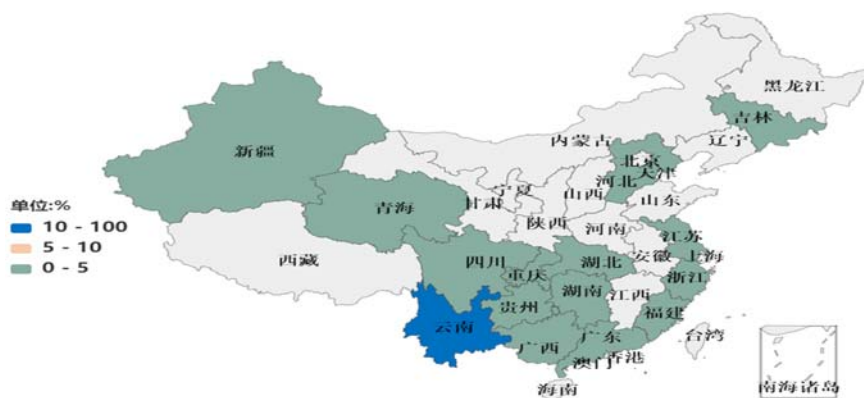 黑龙江
吉林
辽宁
内蒙古
新疆
北京
天津
河北
山西
山东
宁夏
甘肃
青海
陕西
河南
江苏
安徽
上海
西藏
四川
重庆
湖北
浙江
湖南
江西
贵州
福建
云南
广西
广东
台湾
澳门
香港
海南
南海诸岛
单位:%
10 - 100
5 - 10
0 - 5